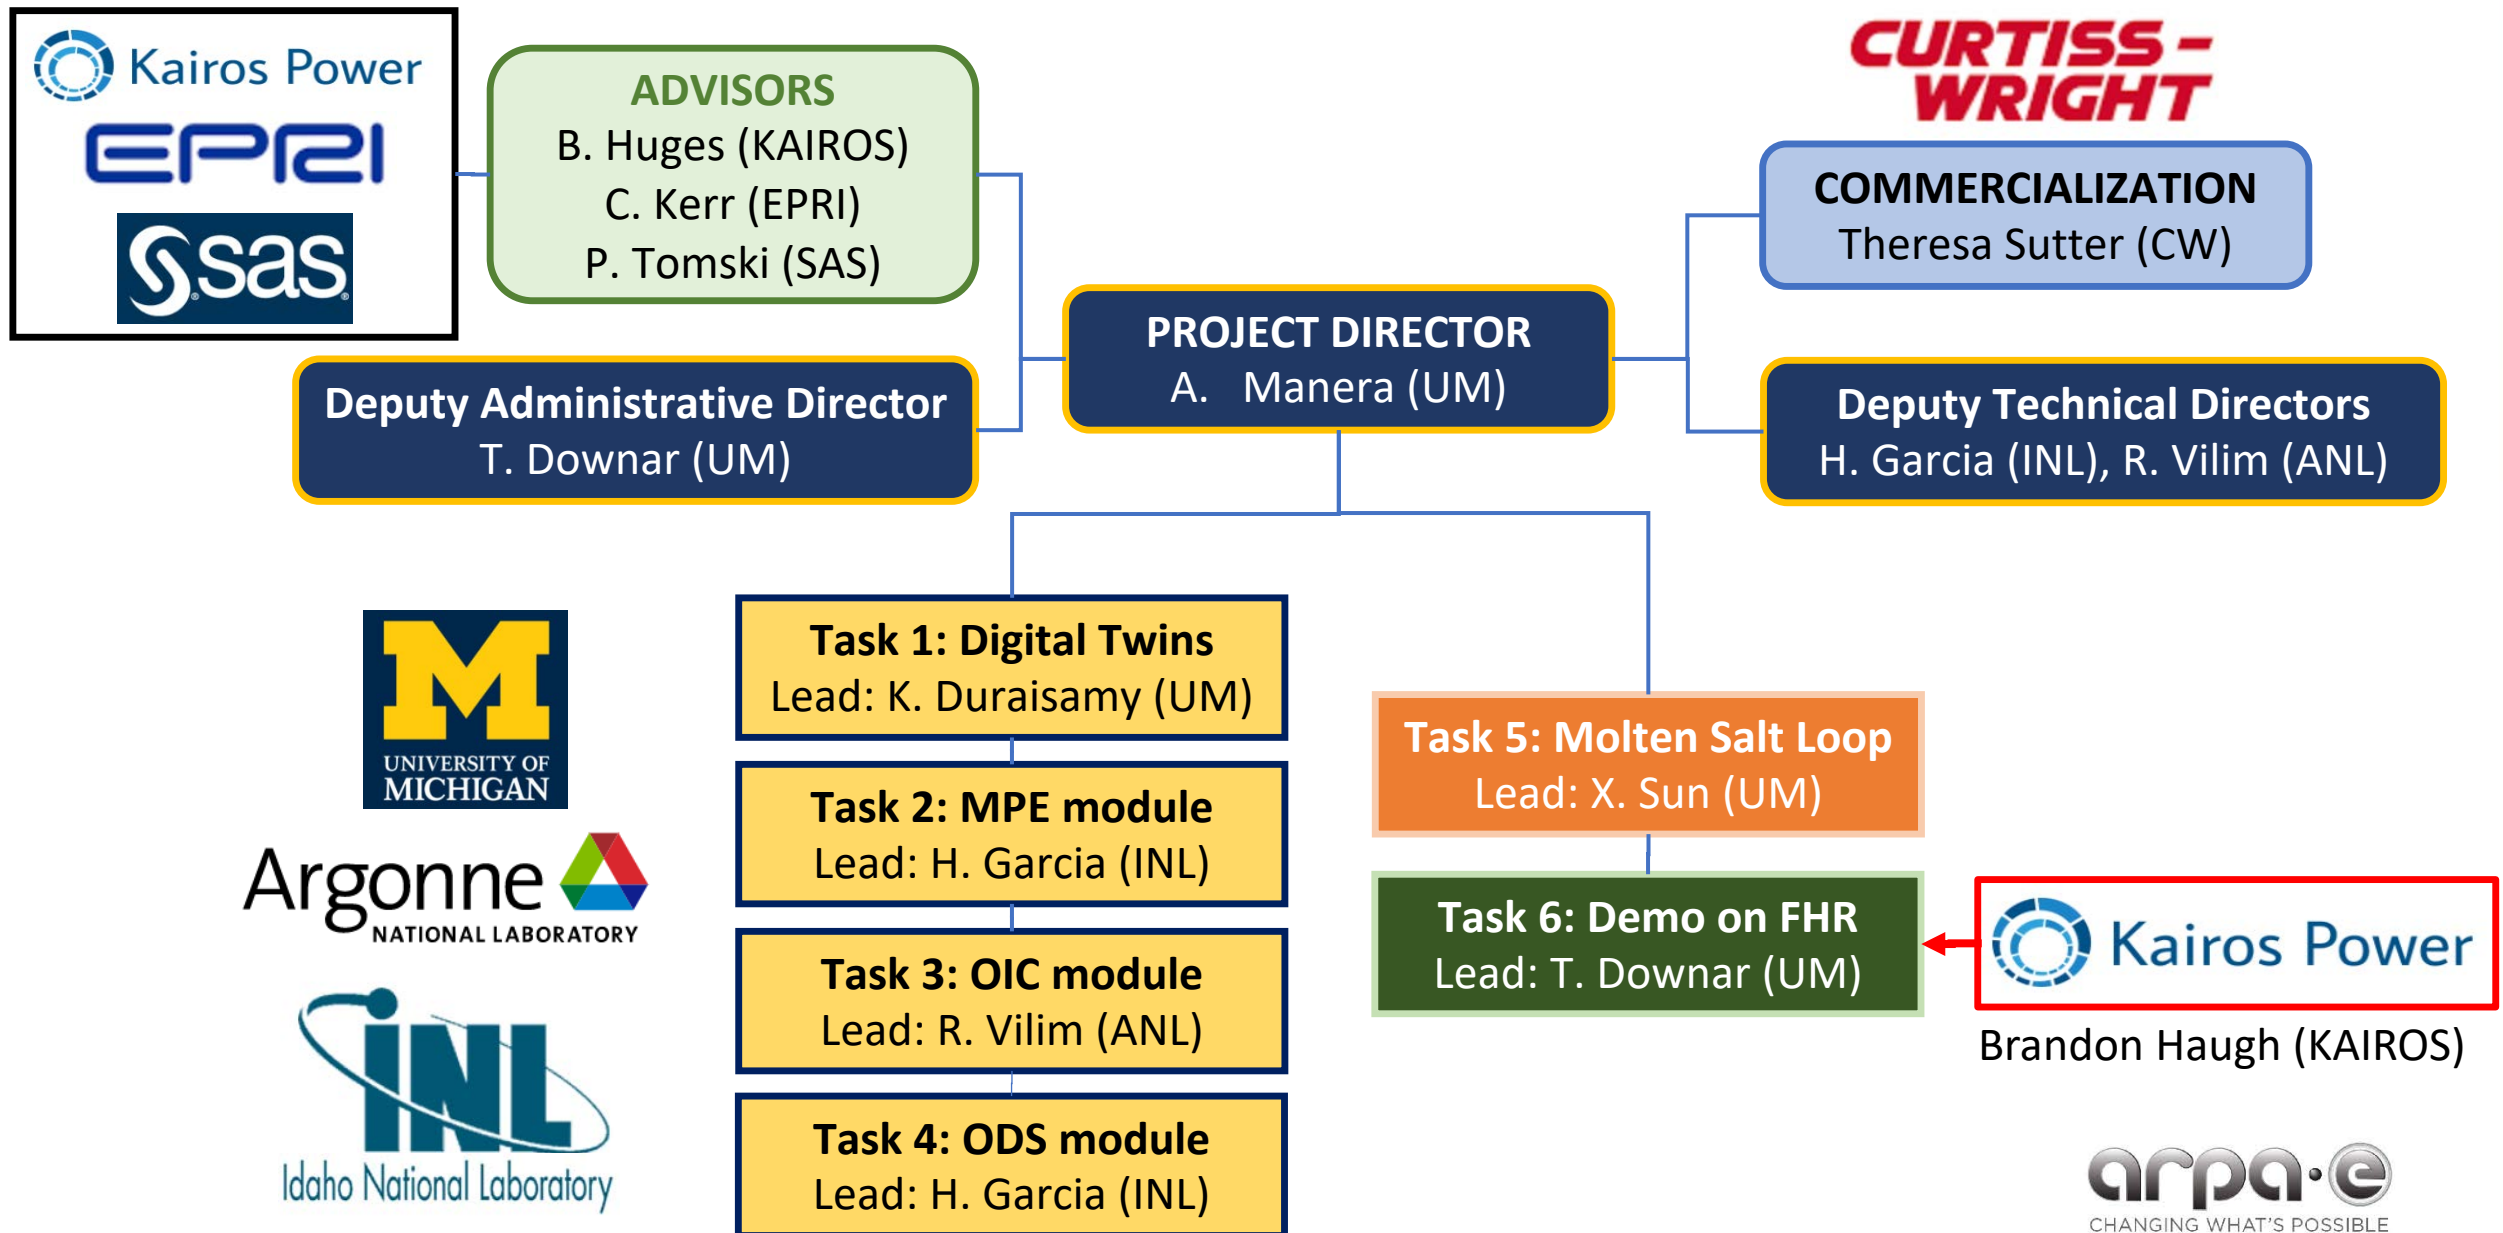 Kairos Power
EPRI
sas
ADVISORS
B. Huges (KAIROS)
C. Kerr (EPRI)
P. Tomski (SAS)
CURTISS-
WRIGHT
COMMERCIALIZATION
Theresa Sutter (CW)
PROJECT DIRECTOR
A. Manera (UM)
Deputy Administrative Director
T. Downar (UM)
Deputy Technical Directors
H. Garcia (INL), R. Vilim (ANL)
M
UNIVERSITY OF
MICHIGAN
Argonne
NATIONAL LABORATORY
INL
Idaho National Laboratory
Task 1: Digital Twins
Lead: K. Duraisamy (UM)
Task 2: MPE module
Lead: H. Garcia (INL)
Task 3: OIC module
Lead: R. Vilim (ANL)
Task 4: ODS module
Lead: H. Garcia (INL)
Task 5: Molten Salt Loop
Lead: X. Sun (UM)
Task 6: Demo on FHR
Lead: T. Downar (UM)
Kairos Power
Brandon Haugh (KAIROS)
arpa·e
CHANGING WHAT'S POSSIBLE